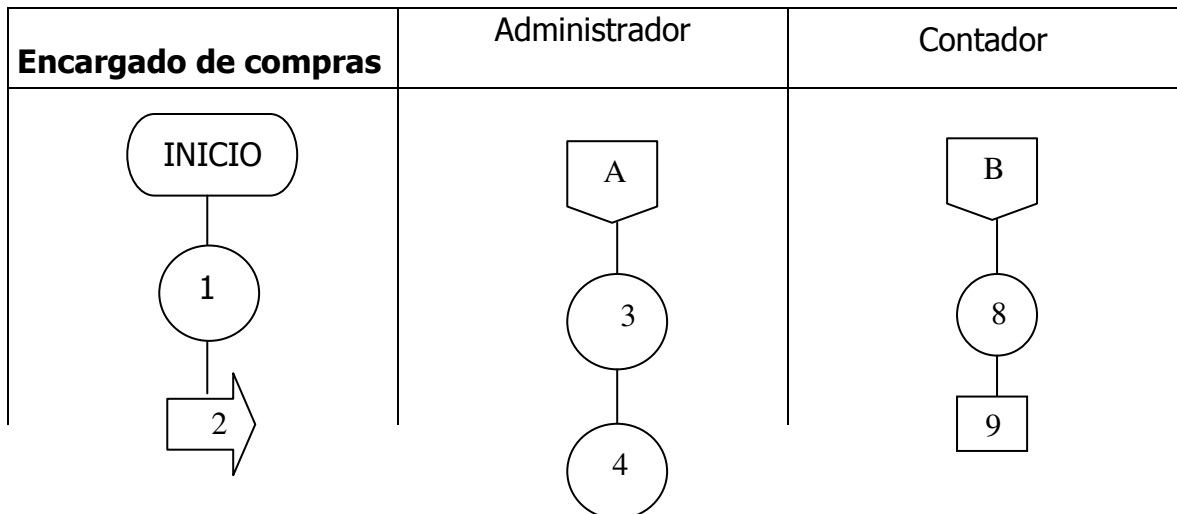 Encargado de compras
Administrador
Contador
INICIO
1
2
A
3
4
B
8
9